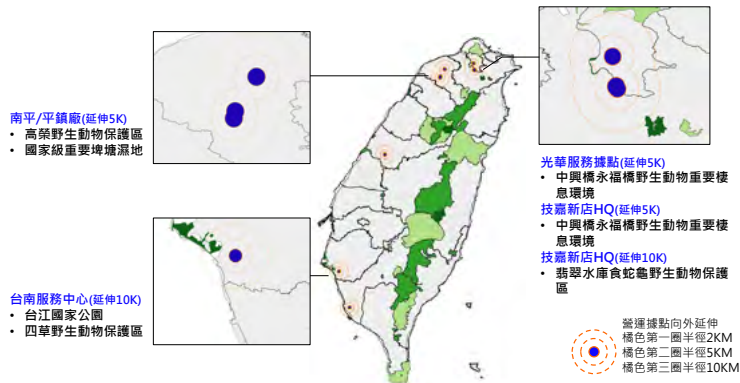 南平/平鎮廠(延伸5K)
• 高榮野生動物保護區
• 國家級重要埤塘濕地
台南服務中心(延伸10K)
• 台江國家公園
• 四草野生動物保護區
光華服務據點(延伸5K)
• 中興橋永福橋野生動物重要棲
息環境
技嘉新店HQ(延伸5K)
• 中興橋永福橋野生動物重要棲
息環境
技嘉新店HQ(延伸10K)
• 翡翠水庫食蛇龜野生動物保護
區
營運據點向外延伸
橘色第一圈半徑2KM
橘色第二圈半徑5KM
橘色第三圈半徑10KM